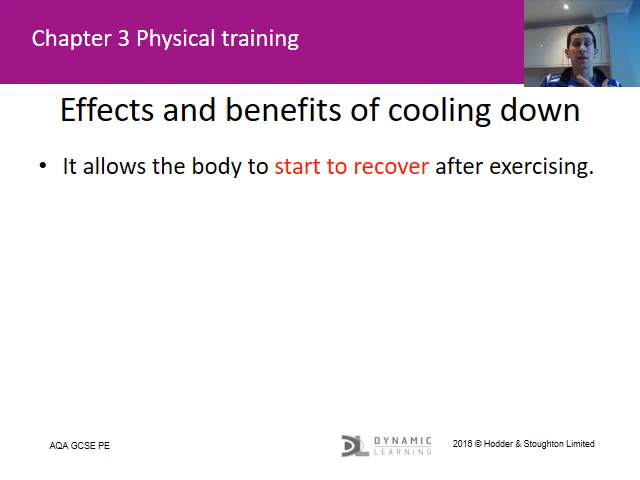 Chapter 3 Physical training
Effects and benefits of cooling down
• It allows the body to start to recover after exercising.
AQA GCSE PE
DL DYNAMIC
LEARNING
2016 © Hodder & Stoughton Limited